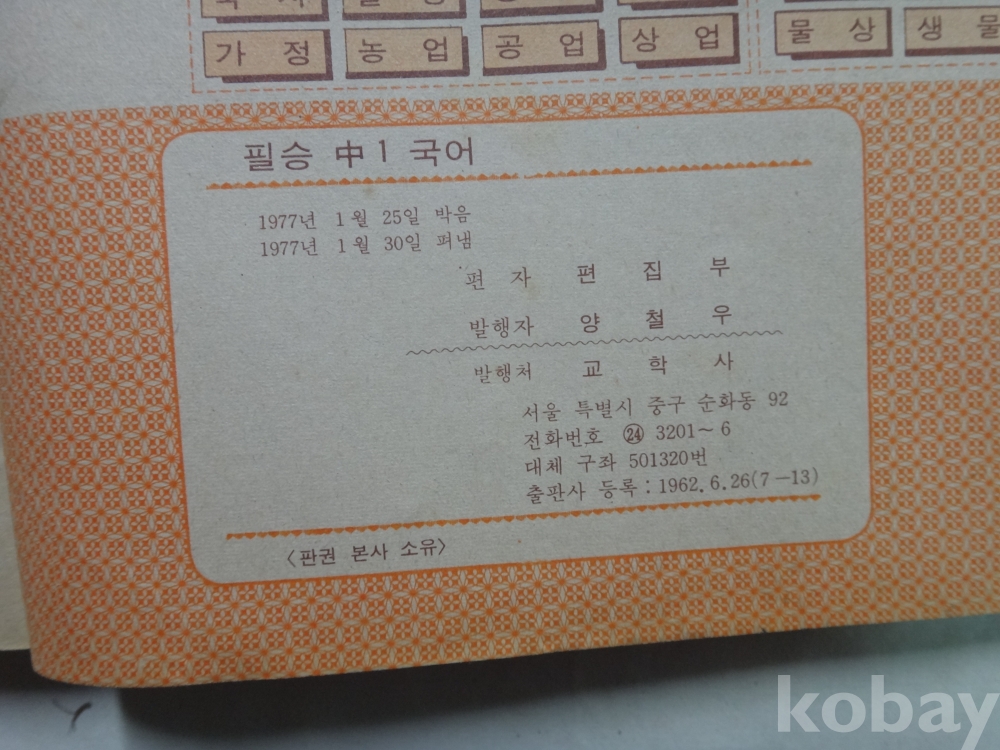 가정 농업 공업 상업 물상 생물
필승 中1 국어
1977년 1월 25일 박음
1977년 1월 30일 펴냄
편 자 편 집 부
발행자 양 철 우
발행처 교 학 사
서울 특별시 중구 순화동 92
전화번호 ㉔ 3201~6
대체 구좌 501320번
출판사 등록 : 1962. 6. 26(7-13)
〈판권 본사 소유〉
kobay